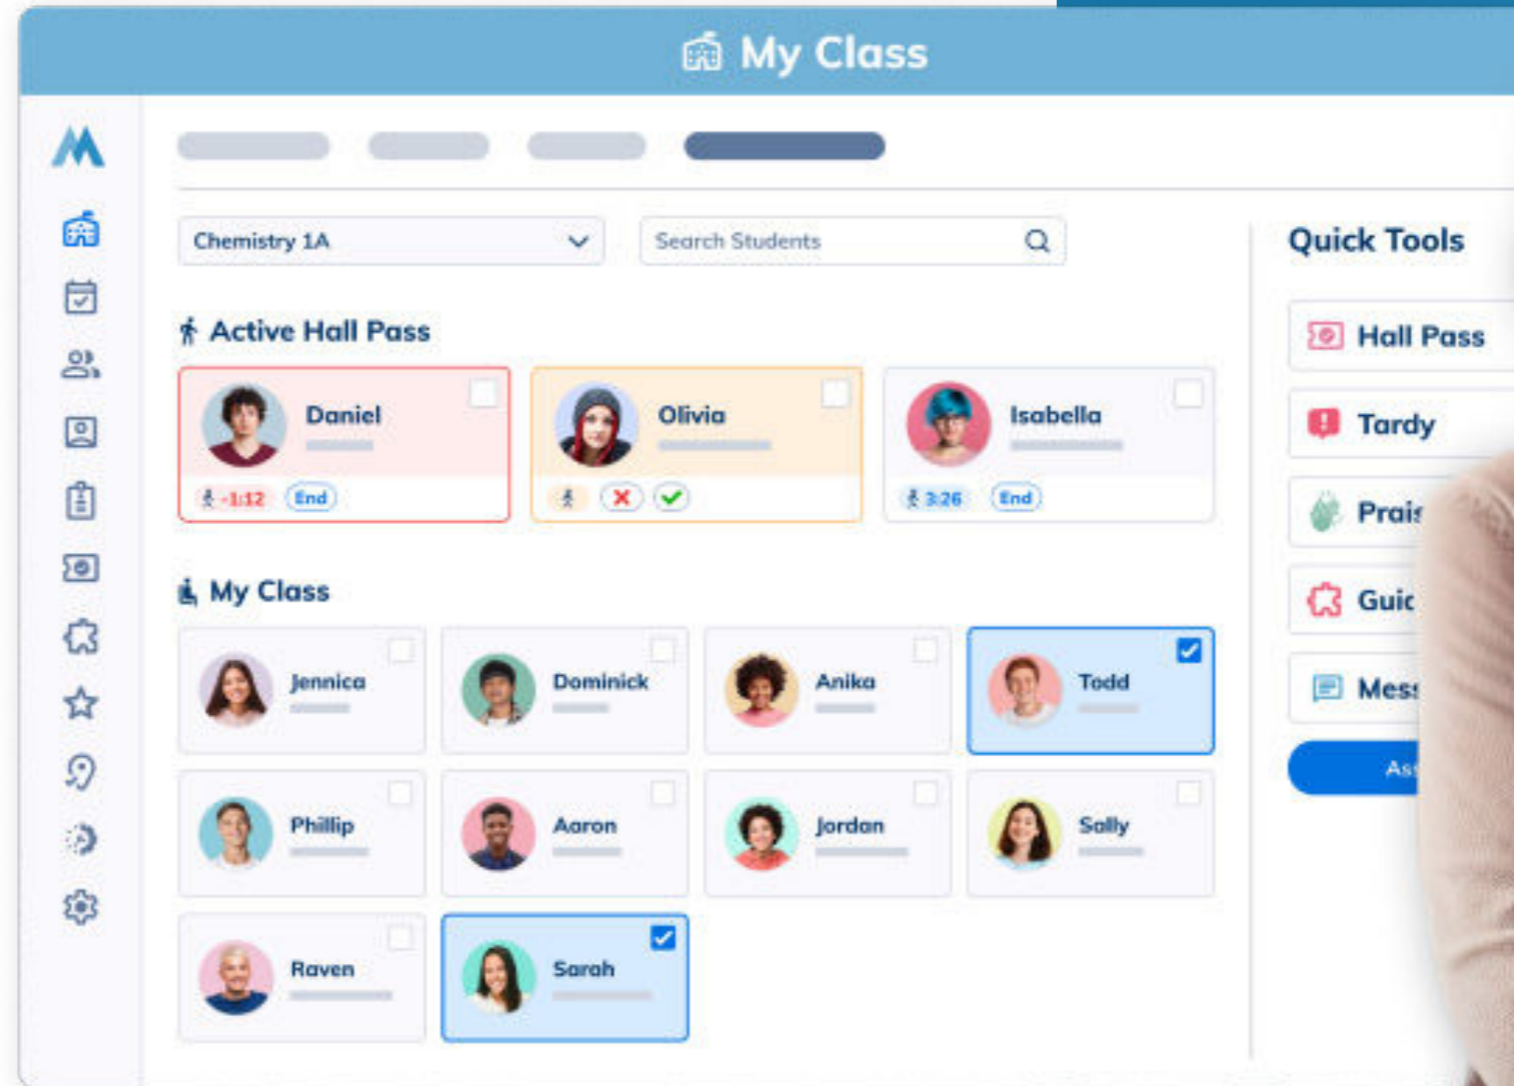 My Class
Chemistry 1A
Search Students
Quick Tools
Active Hall Pass
Daniel
Olivia
Isabella
-1:12 End
3:26 End
My Class
Jennica
Dominick
Anika
Todd
Phillip
Aaron
Jordan
Sally
Raven
Sarah
Hall Pass
Tardy